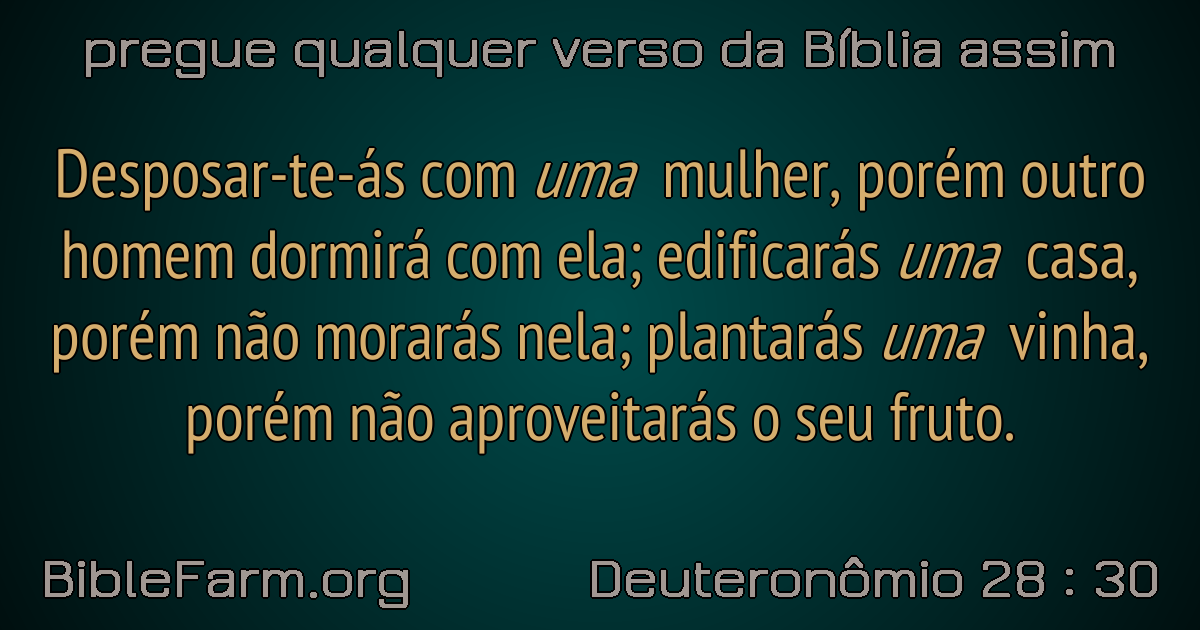 pregue qualquer verso da Bíblia assim
Desposar-te-ás com uma mulher, porém outro
homem dormirá com ela; edificarás uma casa,
porém não morarás nela; plantarás uma vinha,
porém não aproveitarás o seu fruto.
BibleFarm.org
Deuteronômio 28 : 30